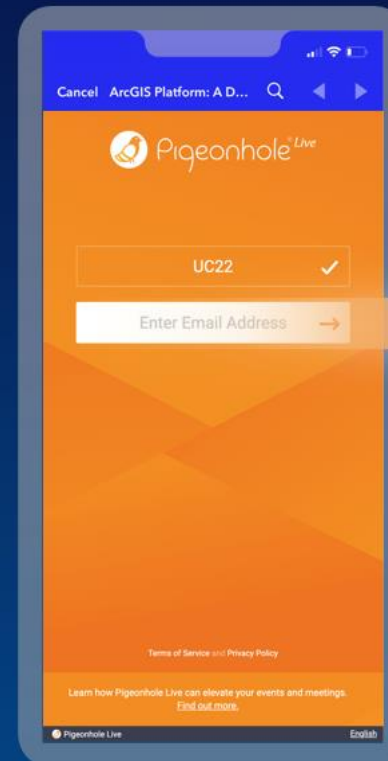 Cancel ArcGIS Platform: A D...
Pigeonhole® Live
UC22
Enter Email Address
Terms of Service and Privacy Policy
Learn how Pigeonhole Live can elevate your events and meetings.
Find out more.
Pigeonhole Live English